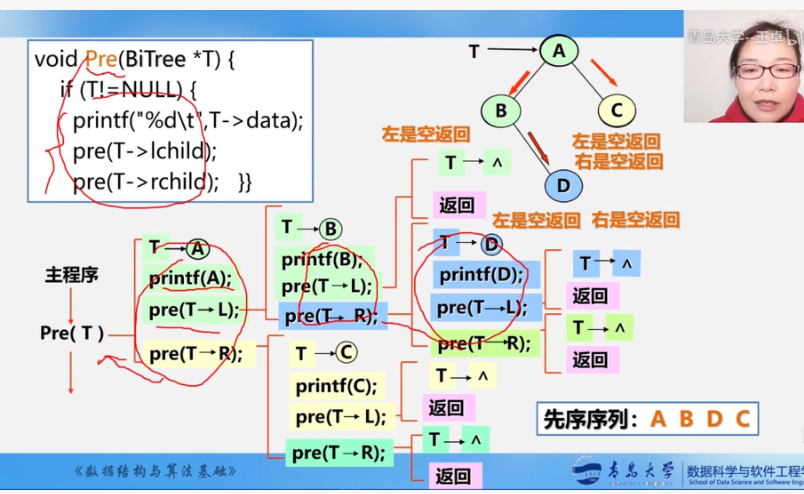 void Pre(BiTree *T) {
if (T!=NULL) {
printf("%d\t",T->data);
pre(T->lchild);
pre(T->rchild); }}
T
A
B
C
D
左是空返回
左是空返回
右是空返回
左是空返回 右是空返回
青岛大学--王卓
主程序
Pre( T )
T→A
printf(A);
pre(T→L);
pre(T→R);
T→B
printf(B);
pre(T→L);
pre(T→ R);
T→∧
返回
T→D
printf(D);
pre(T→L);
pre(T→R);
T→∧
返回
T→∧
返回
T→C
printf(C);
pre(T→L);
pre(T→R);
T→∧
返回
T→∧
返回
先序序列：A B D C
《数据结构与算法基础》
青岛大学
数据科学与软件工程学
School of Data Science and Software Eng